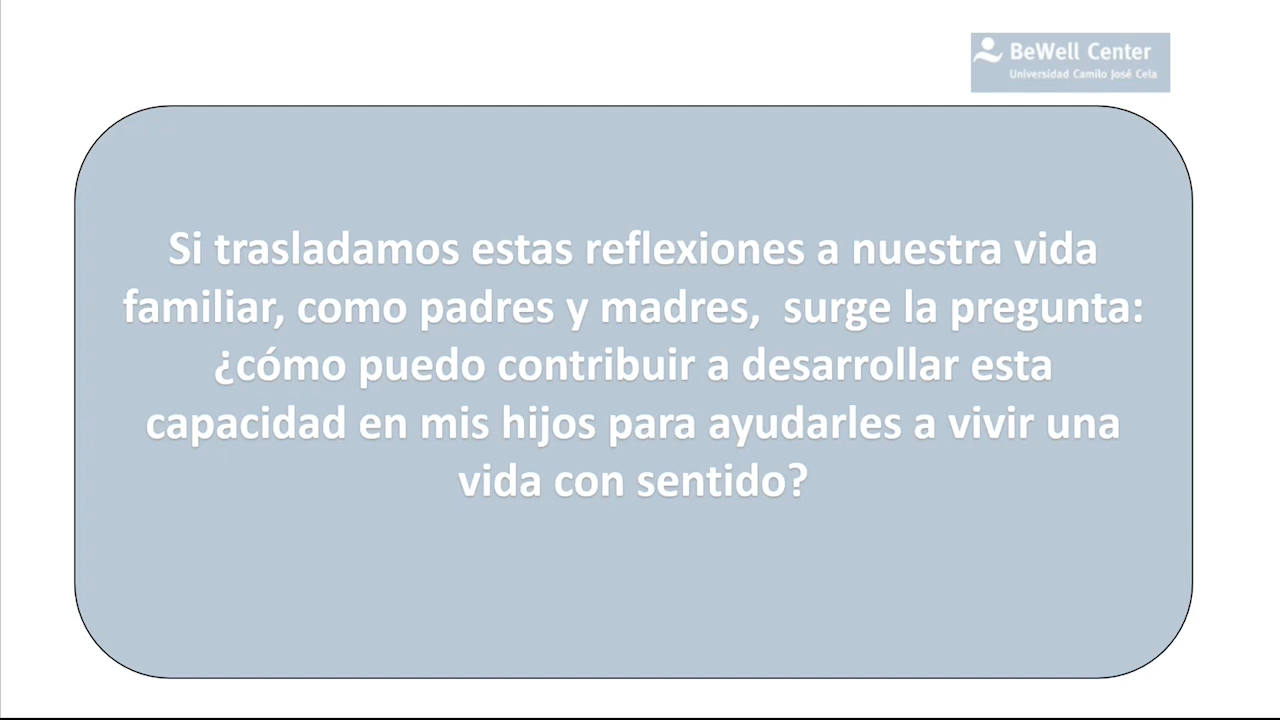 BeWell Center
Universidad Camilo José Cela
Si trasladamos estas reflexiones a nuestra vida
familiar, como padres y madres,  surge la pregunta:
¿cómo puedo contribuir a desarrollar esta
capacidad en mis hijos para ayudarles a vivir una
vida con sentido?